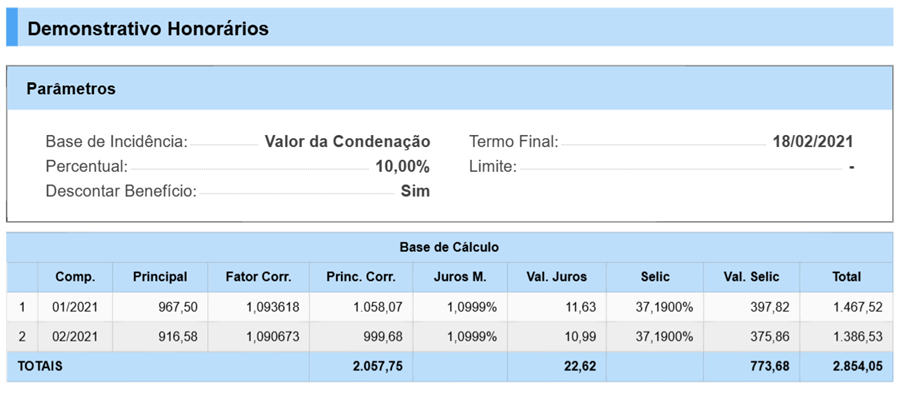 Demonstrativo Honorários
Parâmetros
Base de Incidência: Valor da Condenação Termo Final: 18/02/2021
Percentual: 10,00% Limite: -
Descontar Benefício: Sim
Base de Cálculo
Comp. Principal Fator Corr. Princ. Corr. Juros M. Val. Juros Selic Val. Selic Total
1 01/2021 967,50 1,093618 1.058,07 1,0999% 11,63 37,1900% 397,82 1.467,52
2 02/2021 916,58 1,090673 999,68 1,0999% 10,99 37,1900% 375,86 1.386,53
TOTAIS 2.057,75 22,62 773,68 2.854,05